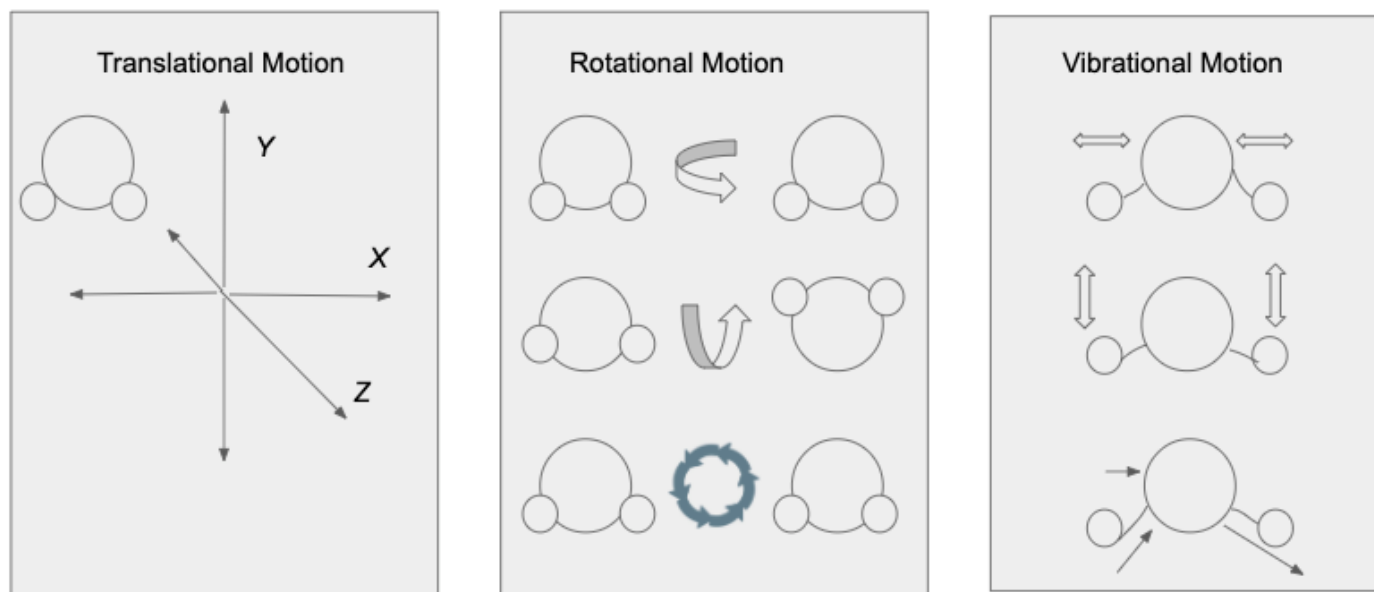 Translational Motion
Y
X
Z
Rotational Motion
Vibrational Motion